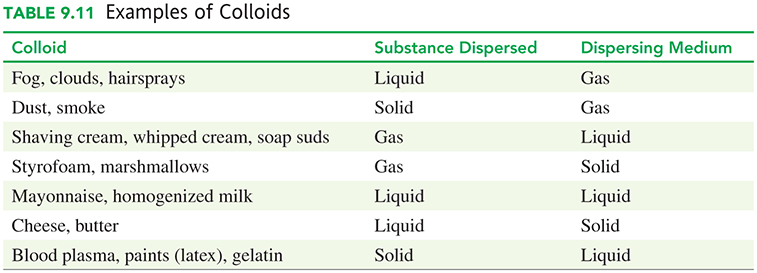 TABLE 9.11 Examples of Colloids
Colloid Substance Dispersed Dispersing Medium
Fog, clouds, hairsprays Liquid Gas
Dust, smoke Solid Gas
Shaving cream, whipped cream, soap suds Gas Liquid
Styrofoam, marshmallows Gas Solid
Mayonnaise, homogenized milk Liquid Liquid
Cheese, butter Liquid Solid
Blood plasma, paints (latex), gelatin Solid Liquid